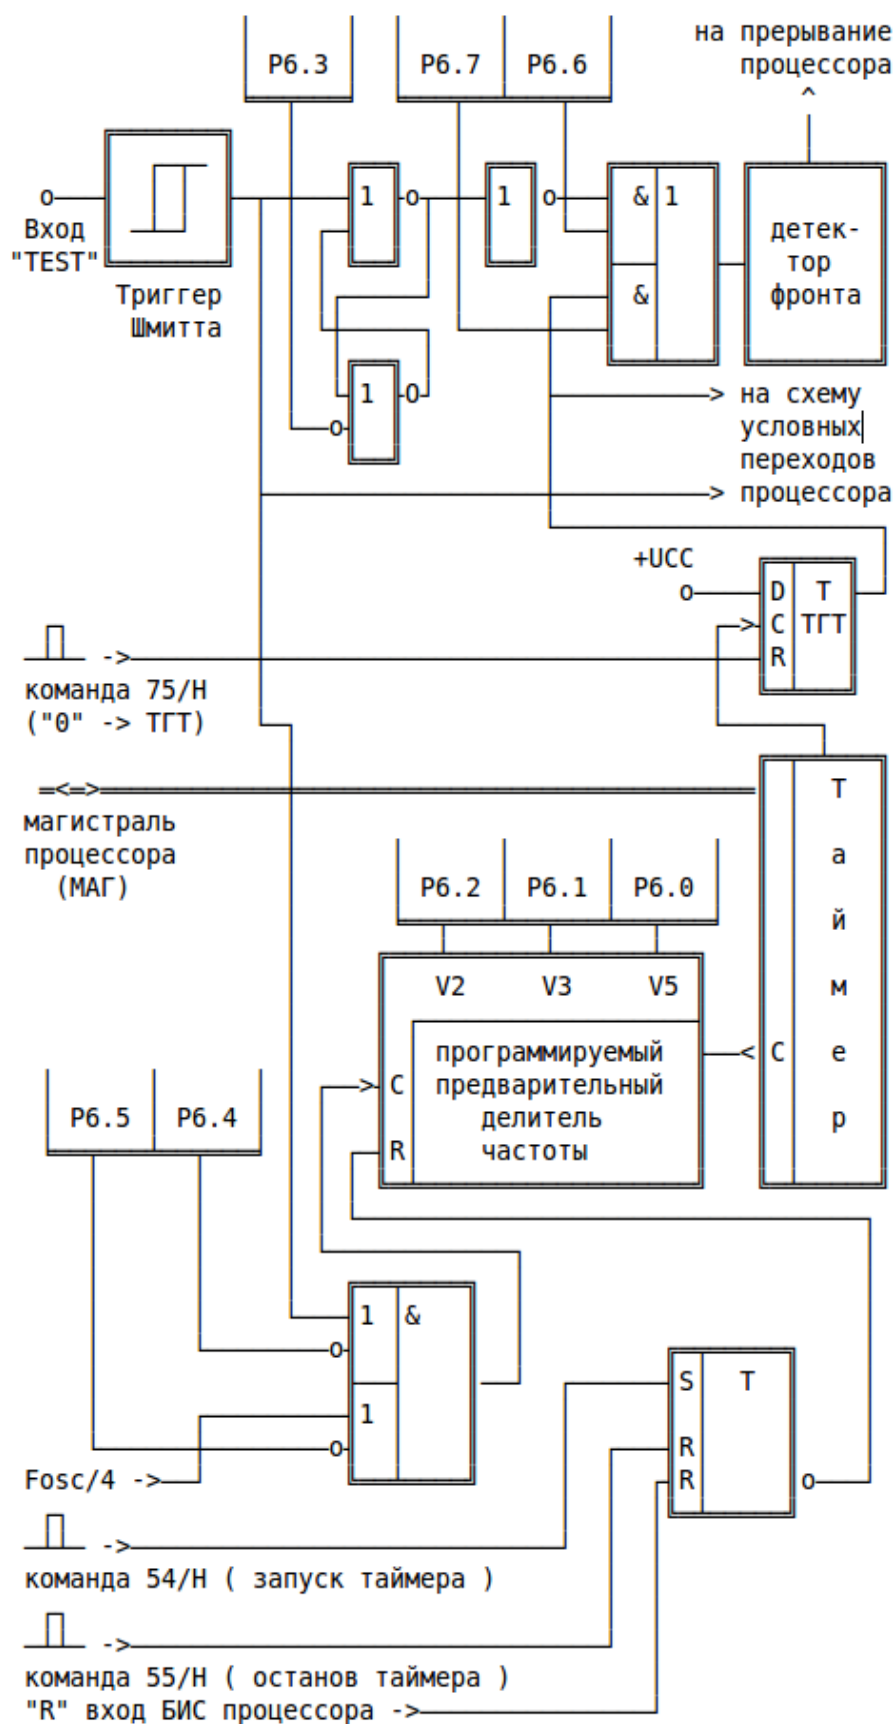 на прерывание
P6.3 P6.7 P6.6 процессора
^
o 1 o 1 o & 1
Вход детек-
"TEST" тор
Триггер & фронта
Шмитта
1 O > на схему
o условных
переходов
> процессора
+UCC
o D T
> C ТГТ
-> R
команда 75/H
("0" -> ТГТ)
=<=> Т
магистраль
процессора а
(МАГ) P6.2 P6.1 P6.0
й
V2 V3 V5 м
программируемый < C е
> C предварительный
P6.5 P6.4 делитель р
R частоты
1 &
o
S T
1
o R
Fosc/4 -> R o
->
команда 54/H ( запуск таймера )
->
команда 55/H ( останов таймера )
"R" вход БИС процессора ->